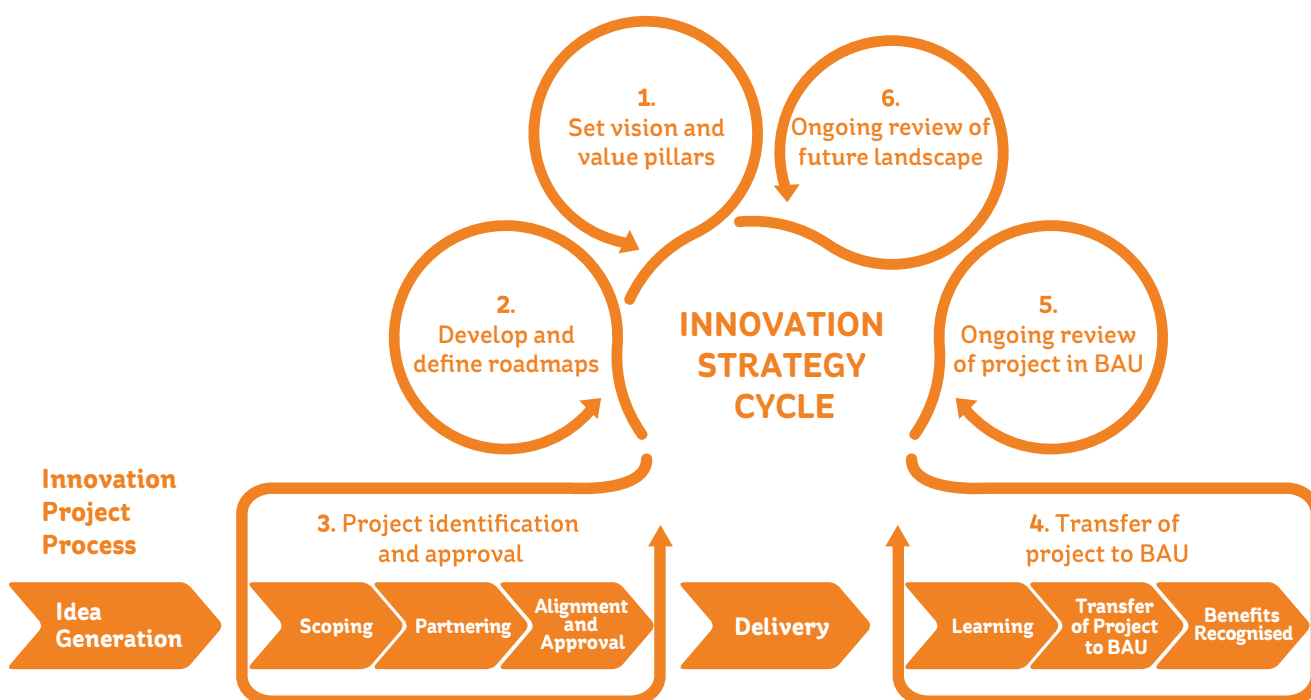 1.
Set vision and
value pillars
6.
Ongoing review of
future landscape
2.
Develop and
define roadmaps
INNOVATION
STRATEGY
CYCLE
5.
Ongoing review
of project in BAU
Innovation
Project
Process
3. Project identification
and approval
4. Transfer of
project to BAU
Idea
Generation
Scoping
Partnering
Alignment
and
Approval
Delivery
Learning
Transfer
of Project
to BAU
Benefits
Recognised